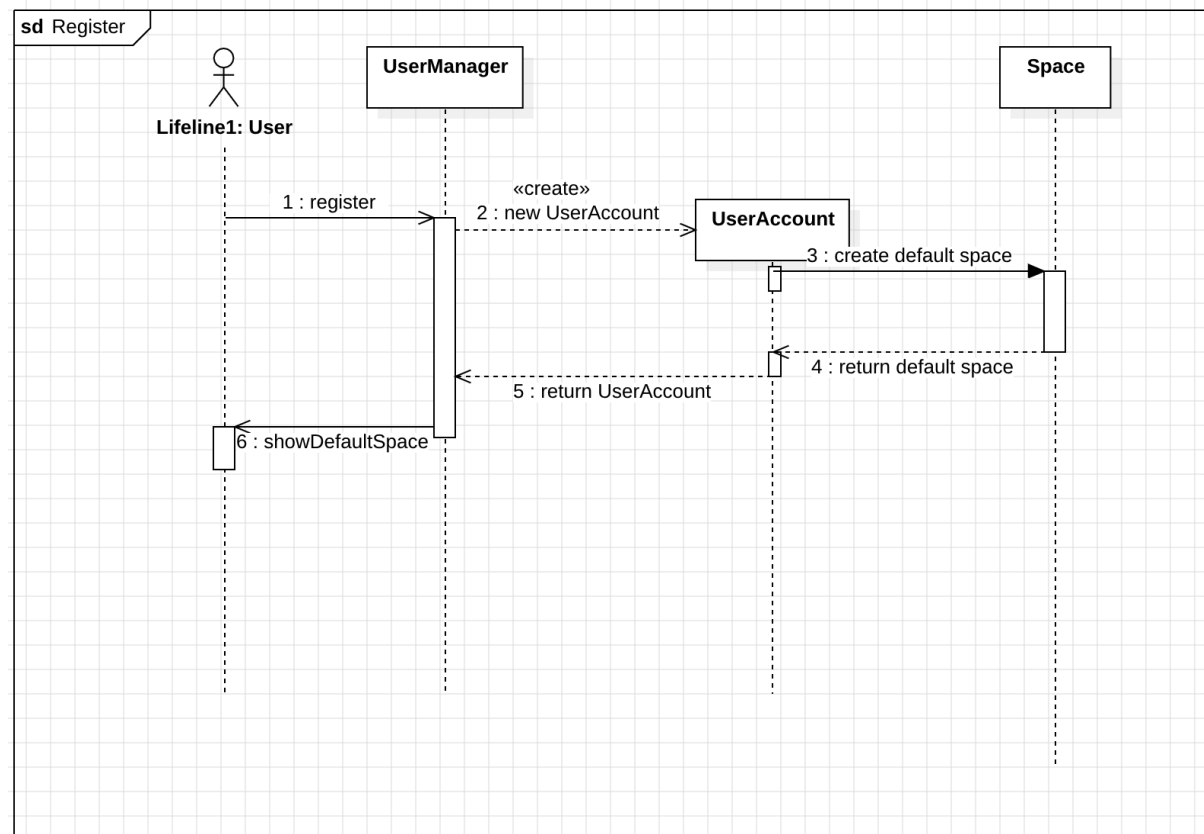 sd Register
UserManager
Space
Lifeline1: User
«create»
1 : register
2 : new UserAccount
UserAccount
3 : create default space
4 : return default space
5 : return UserAccount
6 : showDefaultSpace